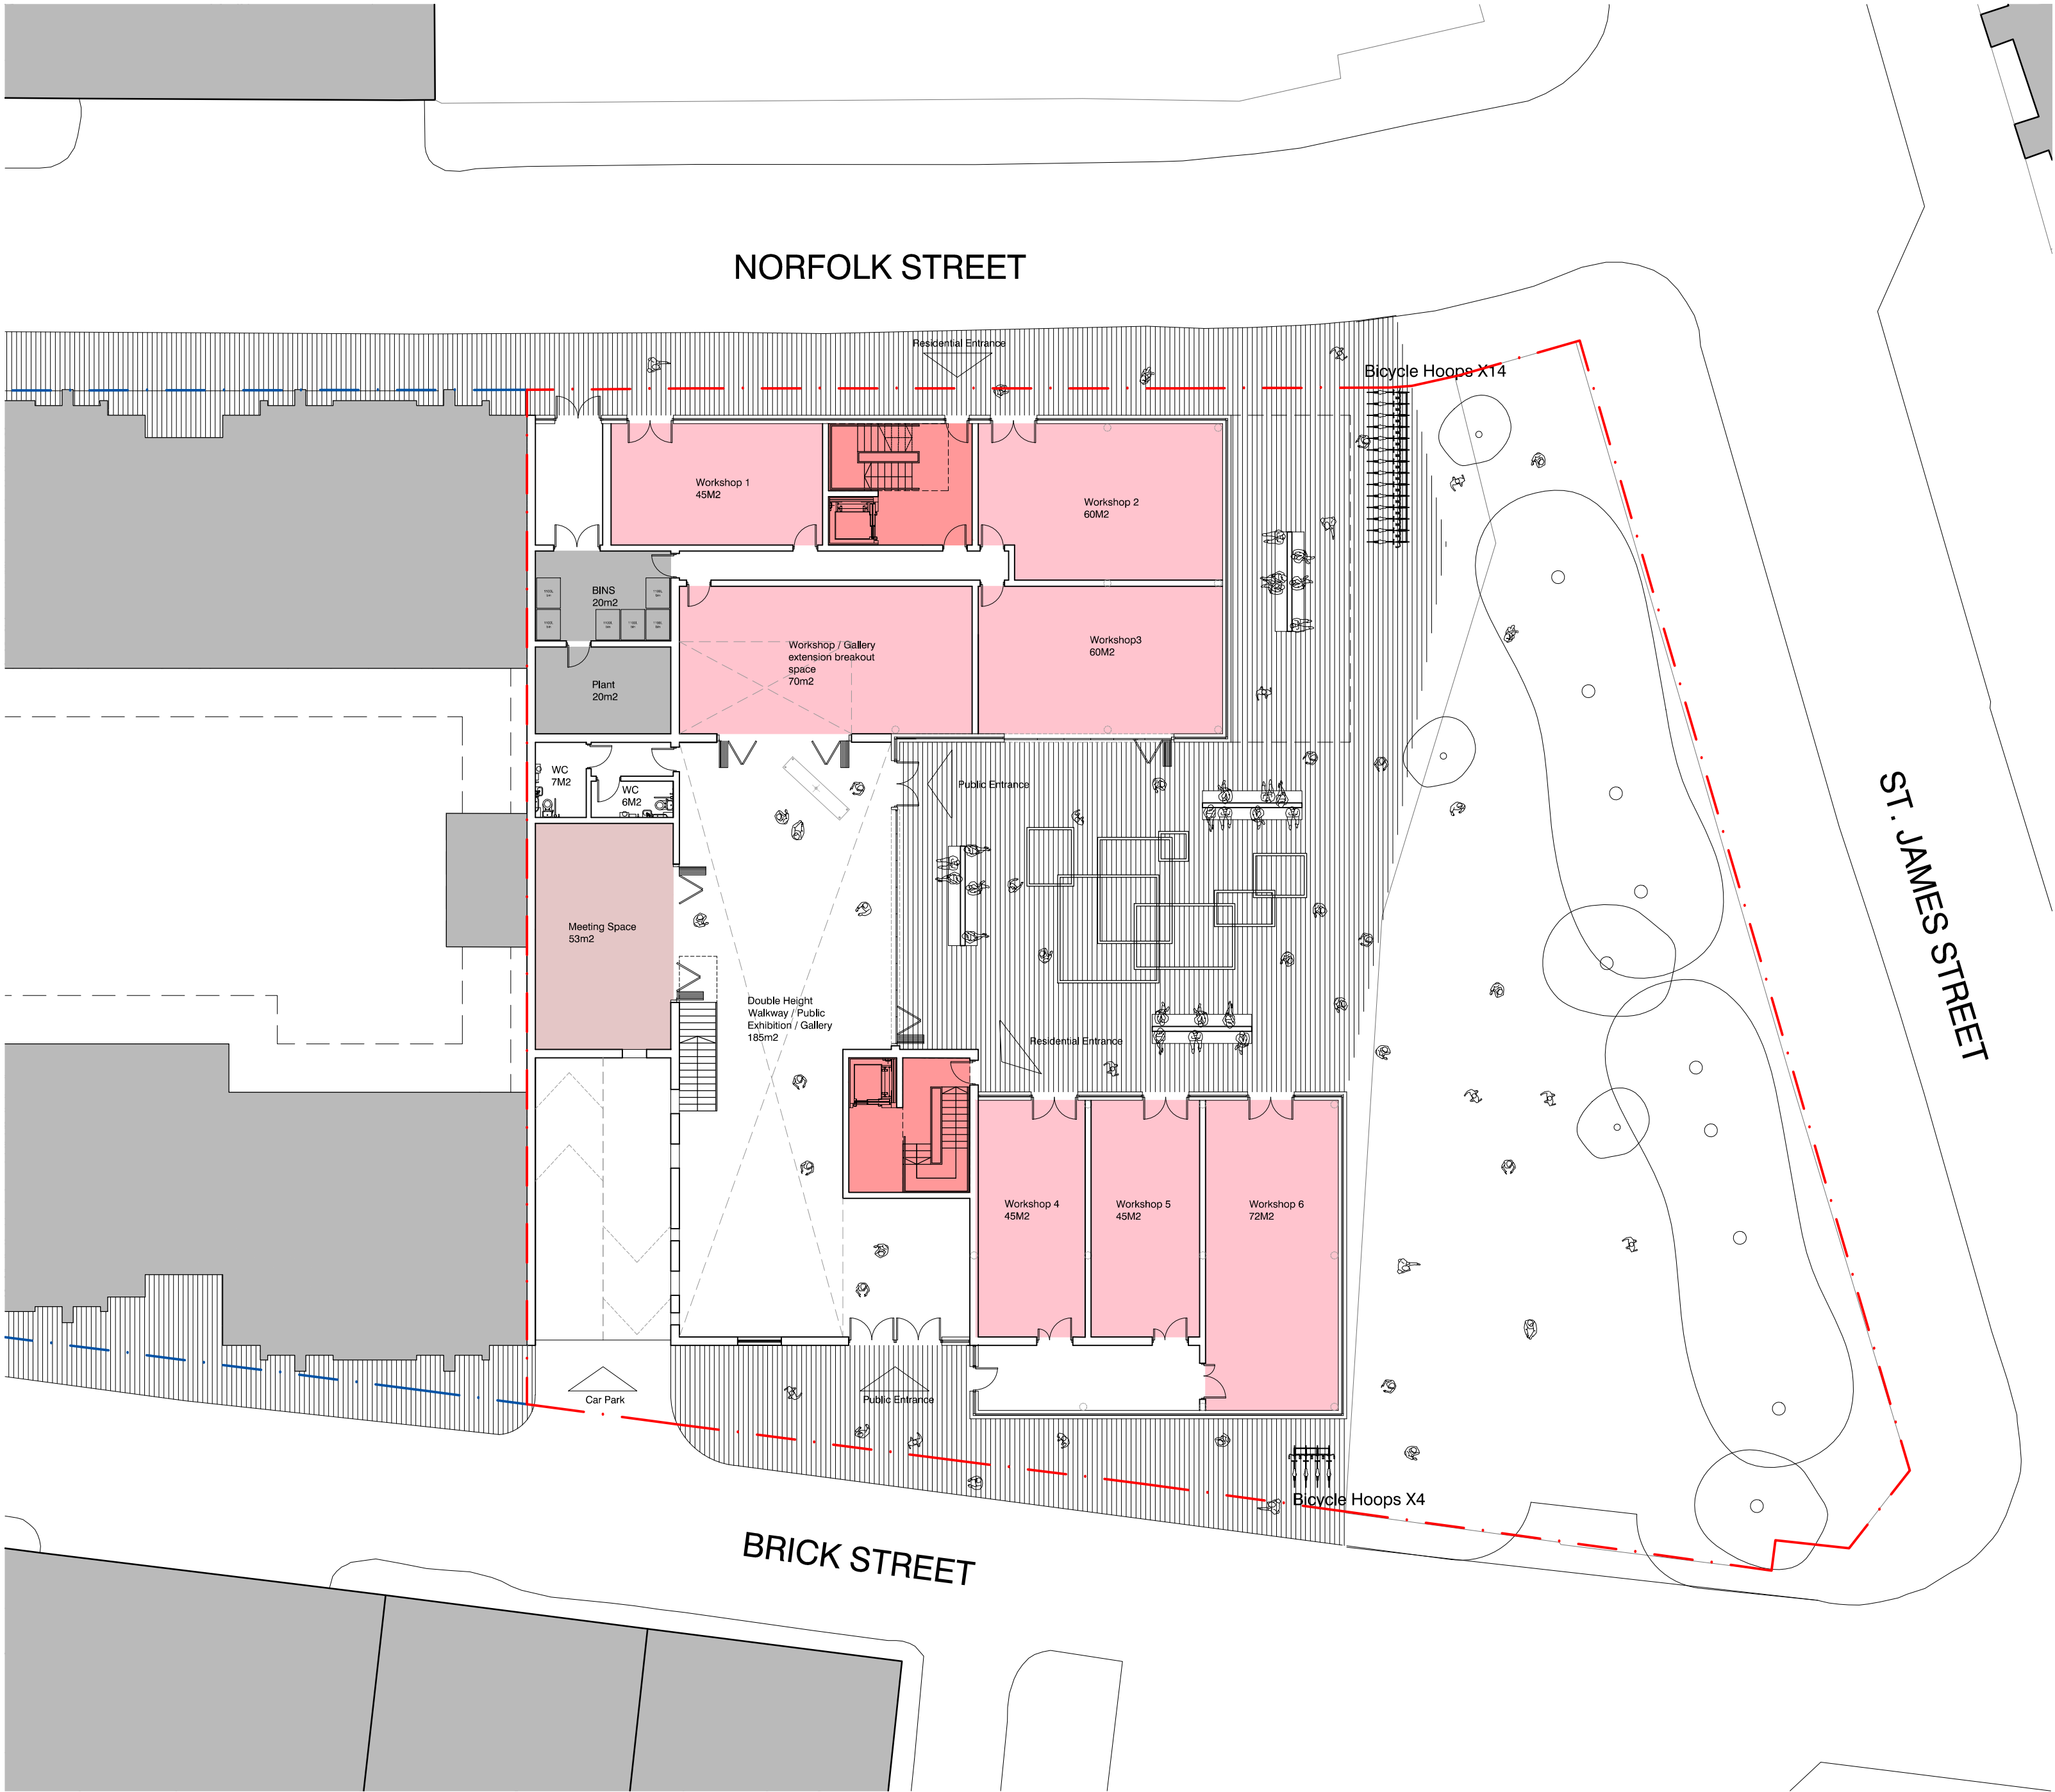 NORFOLK STREET
Residential Entrance
Bicycle Hoops X14
Workshop 1
45M2
Workshop 2
60M2
BINS
20m2
Workshop / Gallery
extension breakout
space
70m2
Workshop3
60M2
Plant
20m2
WC
7M2
WC
6M2
Public Entrance
ST. JAMES STREET
Meeting Space
53m2
Double Height
Walkway / Public
Exhibition / Gallery
185m2
Residential Entrance
Workshop 4
45M2
Workshop 5
45M2
Workshop 6
72M2
Car Park
Public Entrance
Bicycle Hoops X4
BRICK STREET